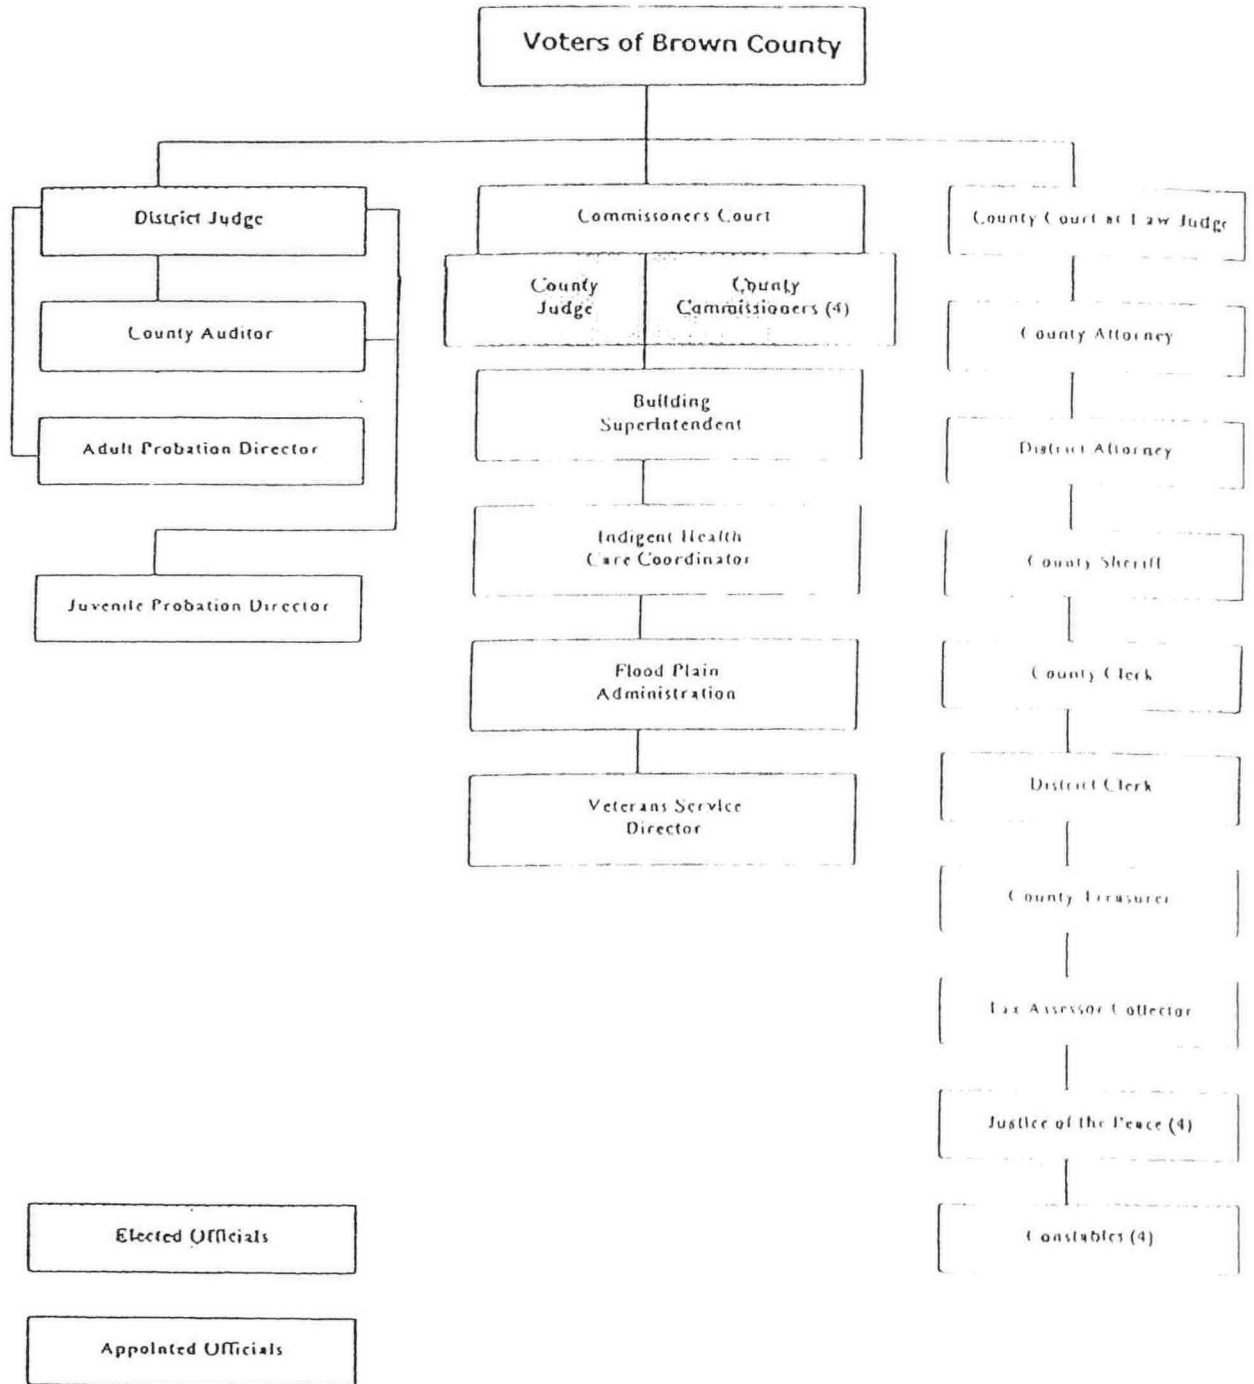 Voters of Brown County
District Judge
County Auditor
Adult Probation Director
Juvenile Probation Director
Commissoners Court
County
Judge
County
Commissioners (4)
Building
Superintendent
Indigent Health
Care Coordinator
Flood Plain
Administration
Veterans Service
Director
County Court at Law Judge
County Attorney
District Attorney
County Sheriff
County Clerk
District Clerk
County Treasurer
Tax Assessor Collector
Justice of the Peace (4)
Constables (4)
Elected Officials
Appointed Officials